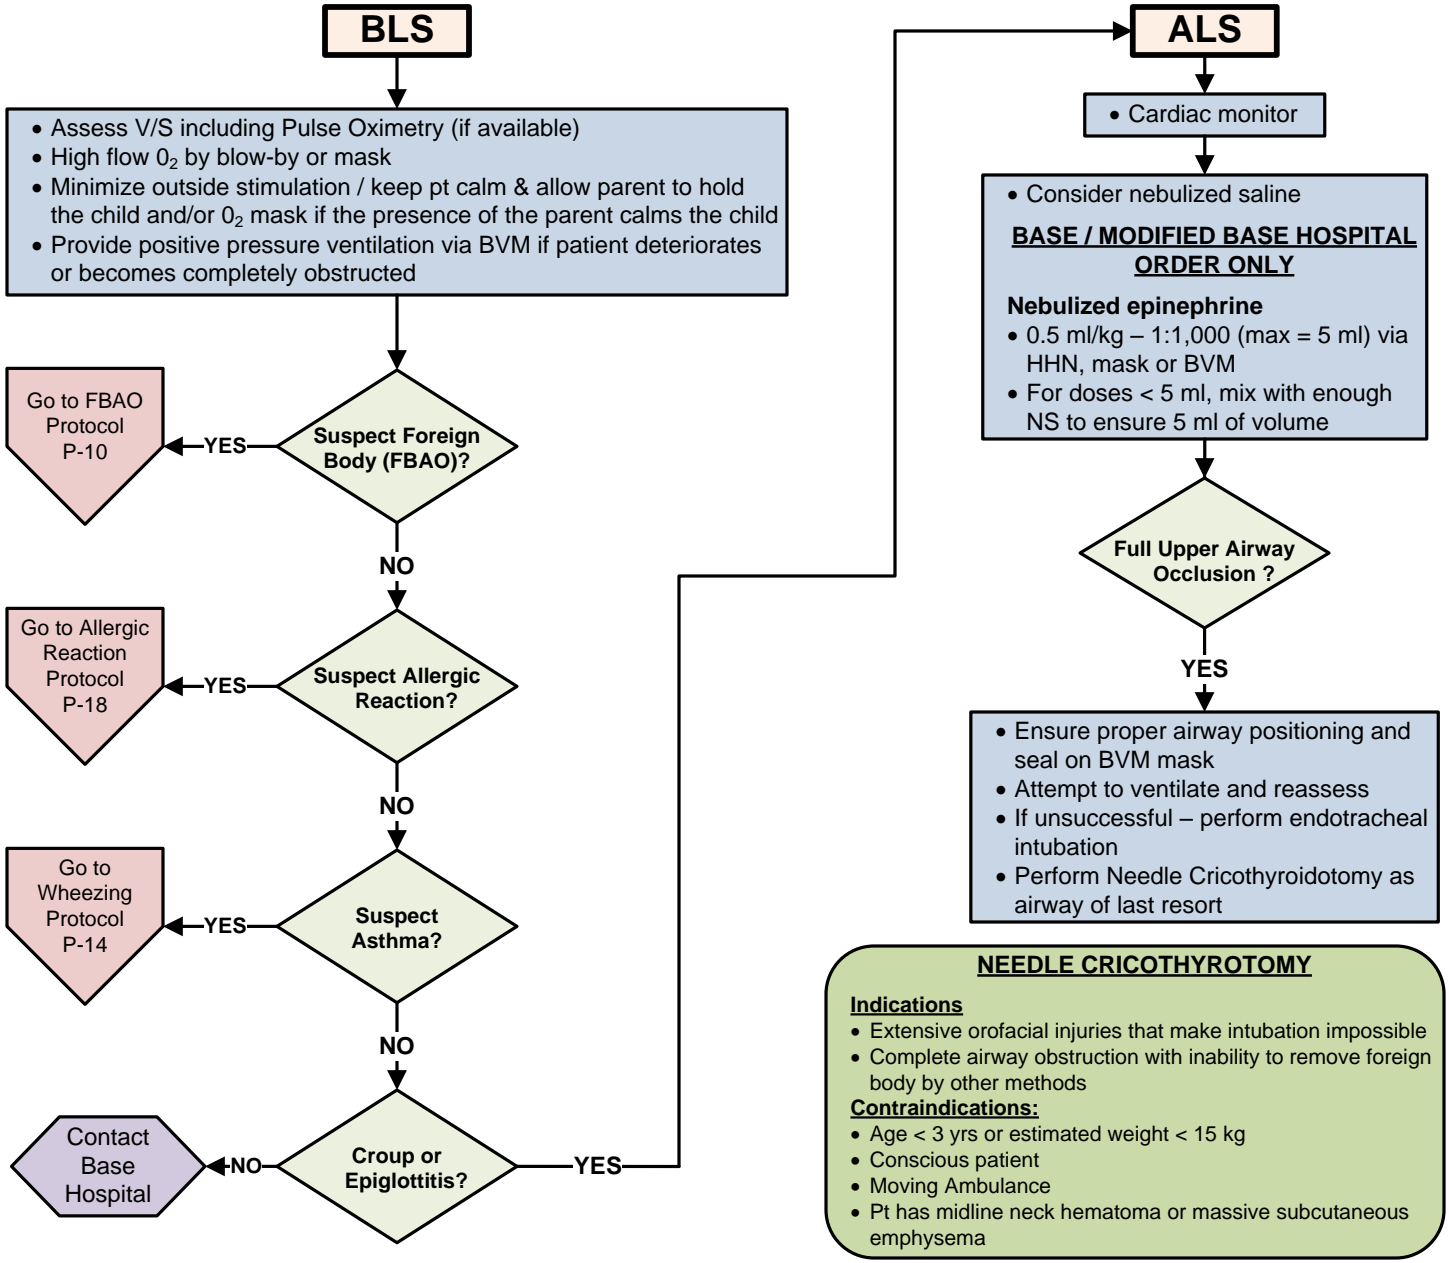 BLS
• Assess V/S including Pulse Oximetry (if available)
• High flow 0₂ by blow-by or mask
• Minimize outside stimulation / keep pt calm & allow parent to hold
the child and/or 0₂ mask if the presence of the parent calms the child
• Provide positive pressure ventilation via BVM if patient deteriorates
or becomes completely obstructed
Suspect Foreign
Body (FBAO)?
YES
Go to FBAO
Protocol
P-10
NO
Suspect Allergic
Reaction?
YES
Go to Allergic
Reaction
Protocol
P-18
NO
Suspect
Asthma?
YES
Go to
Wheezing
Protocol
P-14
NO
Croup or
Epiglottitis?
NO
Contact
Base
Hospital
YES
ALS
• Cardiac monitor
• Consider nebulized saline
BASE / MODIFIED BASE HOSPITAL
ORDER ONLY
Nebulized epinephrine
• 0.5 ml/kg – 1:1,000 (max = 5 ml) via
HHN, mask or BVM
• For doses < 5 ml, mix with enough
NS to ensure 5 ml of volume
Full Upper Airway
Occlusion ?
YES
• Ensure proper airway positioning and
seal on BVM mask
• Attempt to ventilate and reassess
• If unsuccessful – perform endotracheal
intubation
• Perform Needle Cricothyroidotomy as
airway of last resort
NEEDLE CRICOTHYROTOMY
Indications
• Extensive orofacial injuries that make intubation impossible
• Complete airway obstruction with inability to remove foreign
body by other methods
Contraindications:
• Age < 3 yrs or estimated weight < 15 kg
• Conscious patient
• Moving Ambulance
• Pt has midline neck hematoma or massive subcutaneous
emphysema